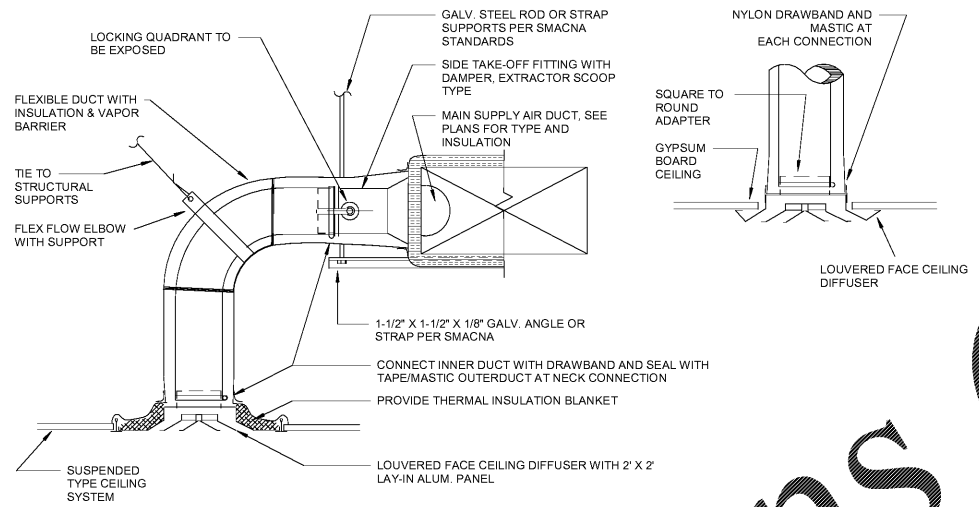 GALV. STEEL ROD OR STRAP
SUPPORTS PER SMACNA
STANDARDS
LOCKING QUADRANT TO
BE EXPOSED
SIDE TAKE-OFF FITTING WITH
DAMPER, EXTRACTOR SCOOP
TYPE
FLEXIBLE DUCT WITH
INSULATION & VAPOR
BARRIER
MAIN SUPPLY AIR DUCT, SEE
PLANS FOR TYPE AND
INSULATION
TIE TO
STRUCTURAL
SUPPORTS
FLEX FLOW ELBOW
WITH SUPPORT
1-1/2" X 1-1/2" X 1/8" GALV. ANGLE OR
STRAP PER SMACNA
CONNECT INNER DUCT WITH DRAWBAND AND SEAL WITH
TAPE/MASTIC OUTERDUCT AT NECK CONNECTION
PROVIDE THERMAL INSULATION BLANKET
LOUVERED FACE CEILING DIFFUSER WITH 2' X 2'
LAY-IN ALUM. PANEL
SUSPENDED
TYPE CEILING
SYSTEM
NYLON DRAWBAND AND
MASTIC AT
EACH CONNECTION
SQUARE TO
ROUND
ADAPTER
GYPSUM
BOARD
CEILING
LOUVERED FACE CEILING
DIFFUSER